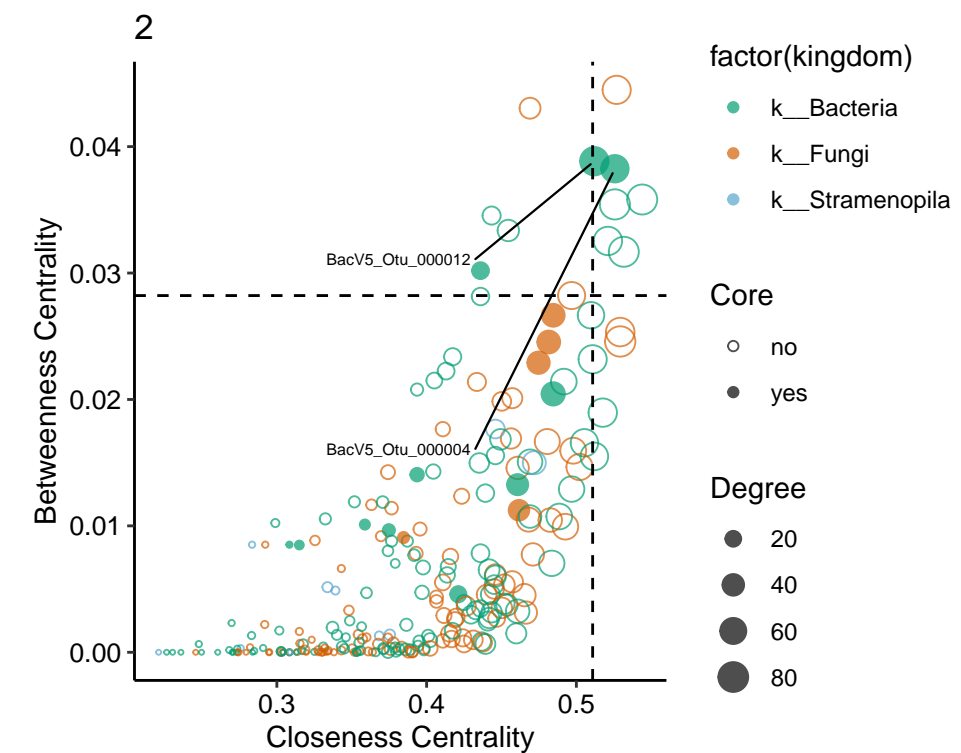 2
Betweenness Centrality
0.04
0.03
0.02
0.01
0.00
BacV5_Otu_000012
BacV5_Otu_000004
0.3
0.4
0.5
Closeness Centrality
factor(kingdom)
k__Bacteria
k__Fungi
k__Stramenopila
Core
no
yes
Degree
20
40
60
80